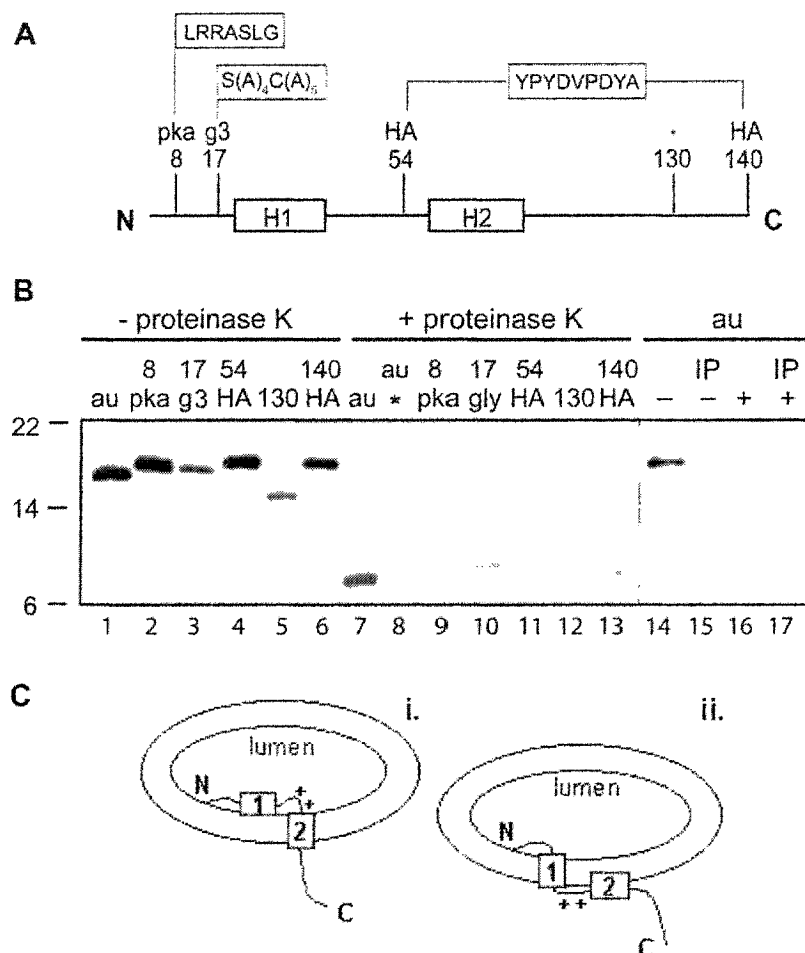 A
LRRASLG
S(A)₄C(A)₅
YPYDVPDYA
pka g3 HA * HA
8 17 54 130 140
N H1 H2 C
B
- proteinase K + proteinase K au
8 17 54 140 au 8 17 54 140 IP IP
au pka g3 HA 130 HA au * pka gly HA 130 HA – – + +
22
14
6
1 2 3 4 5 6 7 8 9 10 11 12 13 14 15 16 17
C
i. ii.
lumen
N 1 + + 2 C
lumen
N 1 + + 2 C